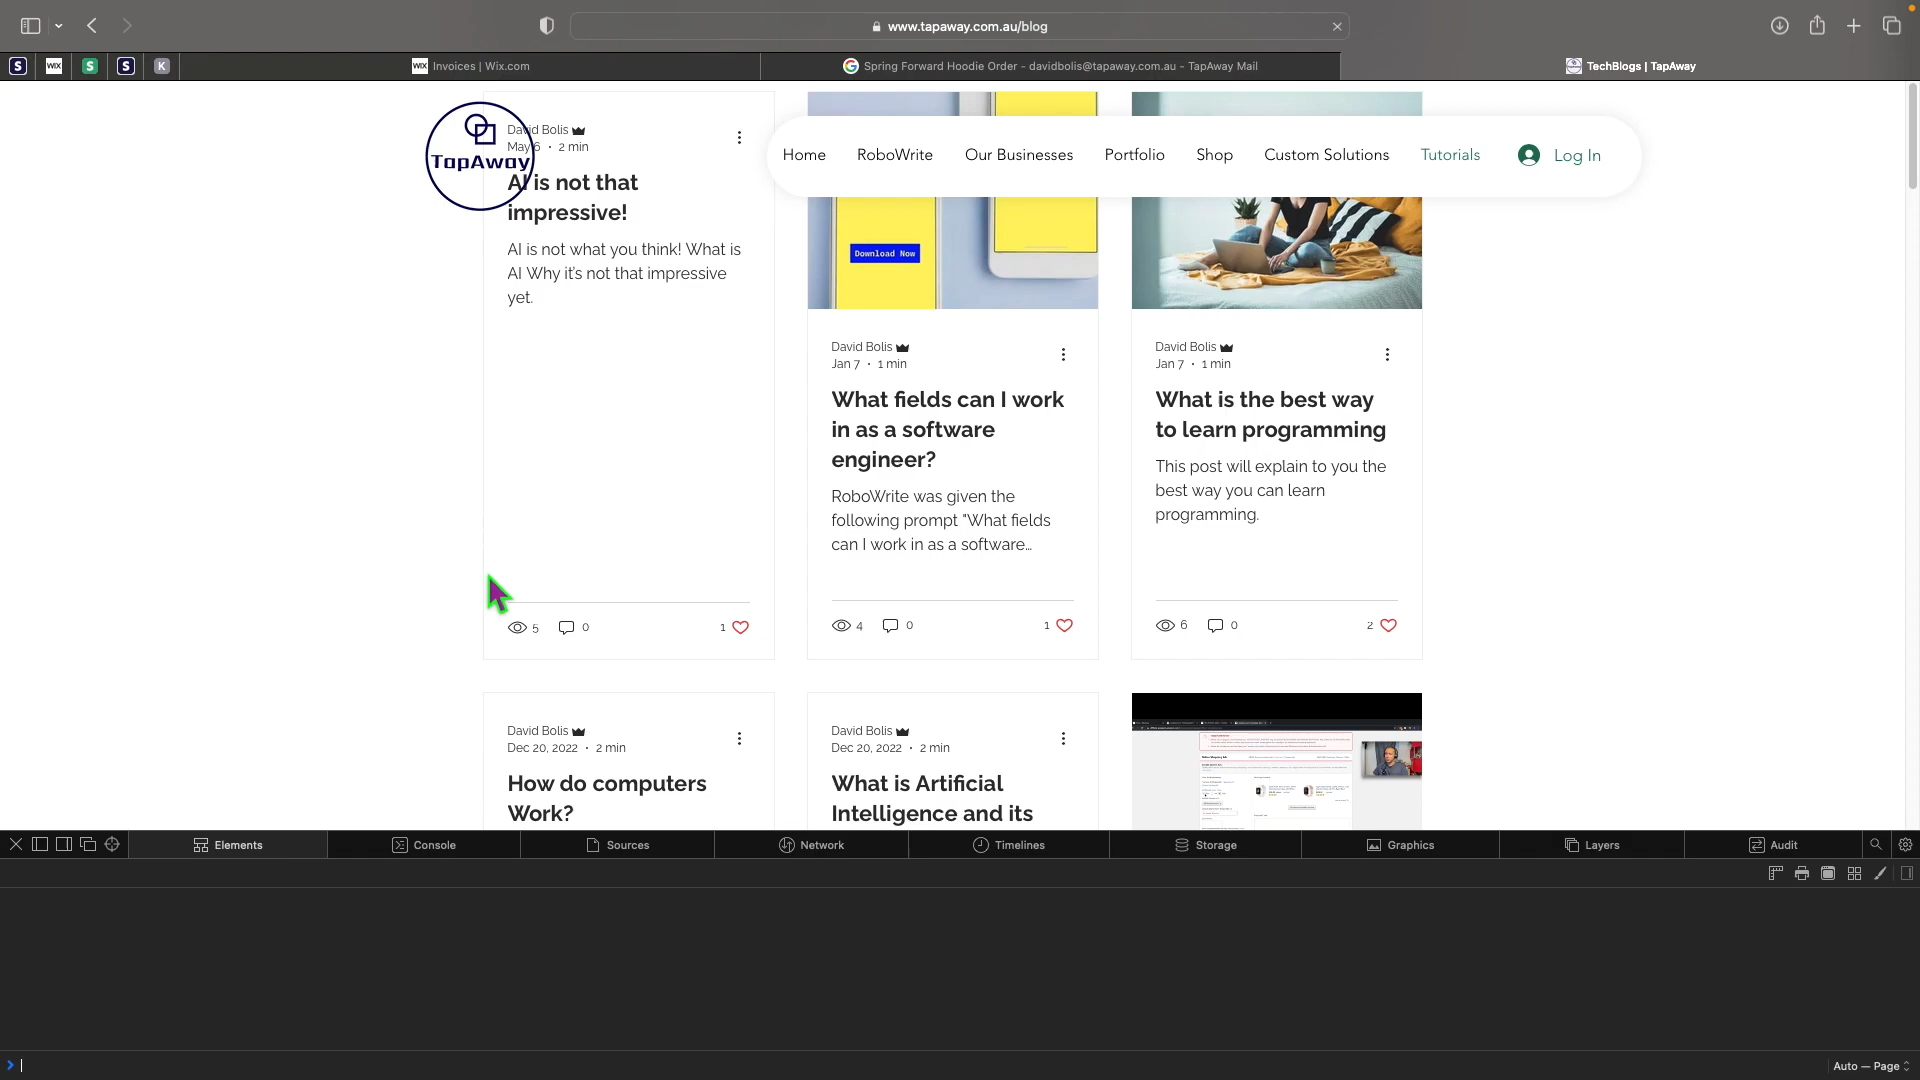 www.tapaway.com.au/blog
S
WIX
S
S
K
WIX Invoices | Wix.com
Spring Forward Hoodie Order - davidbolis@tapaway.com.au - TapAway Mail
TechBlogs | TapAway
TapAway
Home
RoboWrite
Our Businesses
Portfolio
Shop
Custom Solutions
Tutorials
Log In
David Bolis
May 6 · 2 min
AI is not that
impressive!
AI is not what you think! What is
AI Why it's not that impressive
yet.
5
0
1
Download Now
David Bolis
Jan 7 · 1 min
What fields can I work
in as a software
engineer?
RoboWrite was given the
following prompt "What fields
can I work in as a software...
4
0
1
David Bolis
Jan 7 · 1 min
What is the best way
to learn programming
This post will explain to you the
best way you can learn
programming.
6
0
2
David Bolis
Dec 20, 2022 · 2 min
How do computers
Work?
David Bolis
Dec 20, 2022 · 2 min
What is Artificial
Intelligence and its
Elements
Console
Sources
Network
Timelines
Storage
Graphics
Layers
Audit
Auto — Page